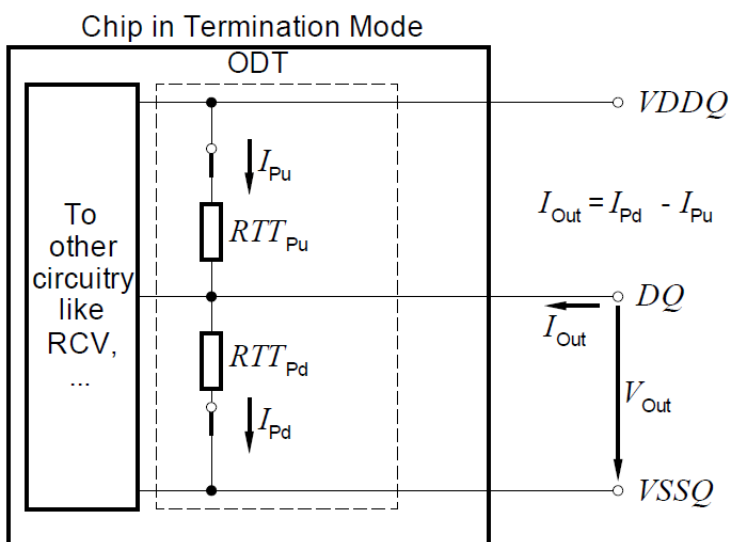 Chip in Termination Mode
ODT
VDDQ
I_Pu
I_Out = I_Pd - I_Pu
To
other
circuitry
like
RCV,
...
RTT_Pu
DQ
I_Out
RTT_Pd
V_Out
I_Pd
VSSQ